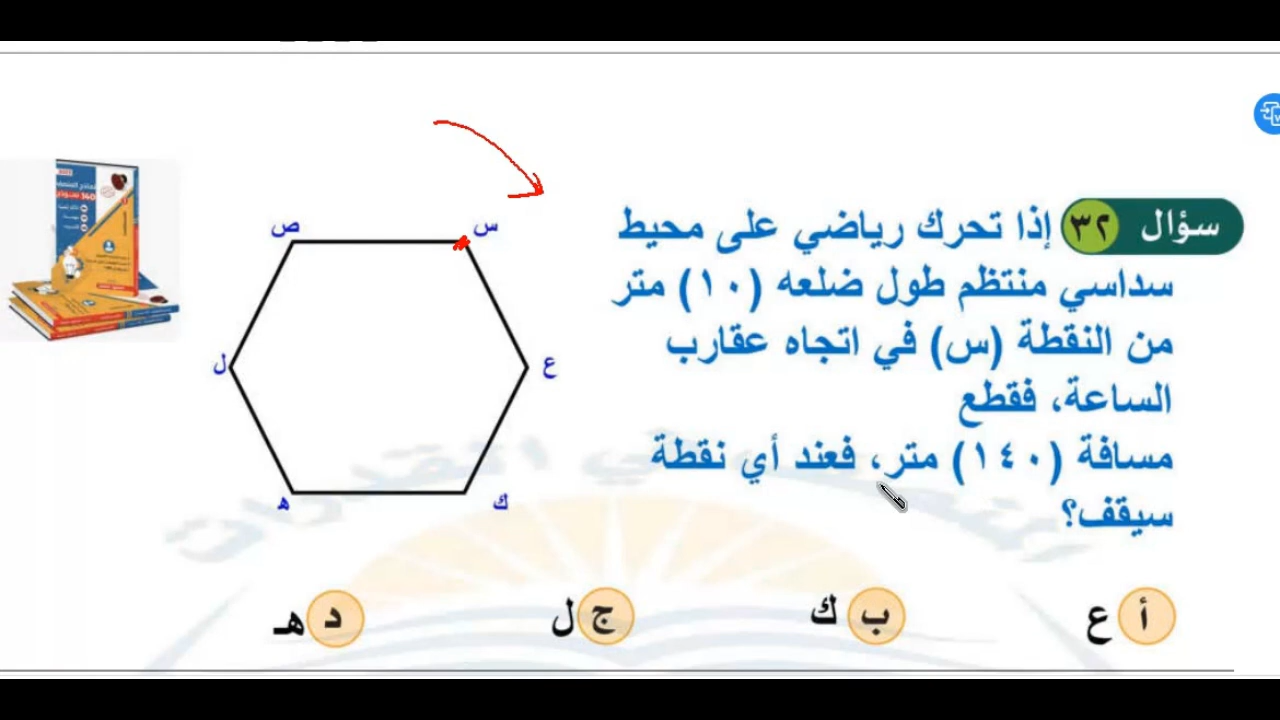 سؤال ٣٢ إذا تحرك رياضي على محيط
سداسي منتظم طول ضلعه (١٠) متر
من النقطة (س) في اتجاه عقارب
الساعة، فقطع
مسافة (١٤٠) متر، فعند أي نقطة
سيقف؟
س
ص
ع
ل
ك
هـ
أ ع
ب ك
ج ل
د هـ